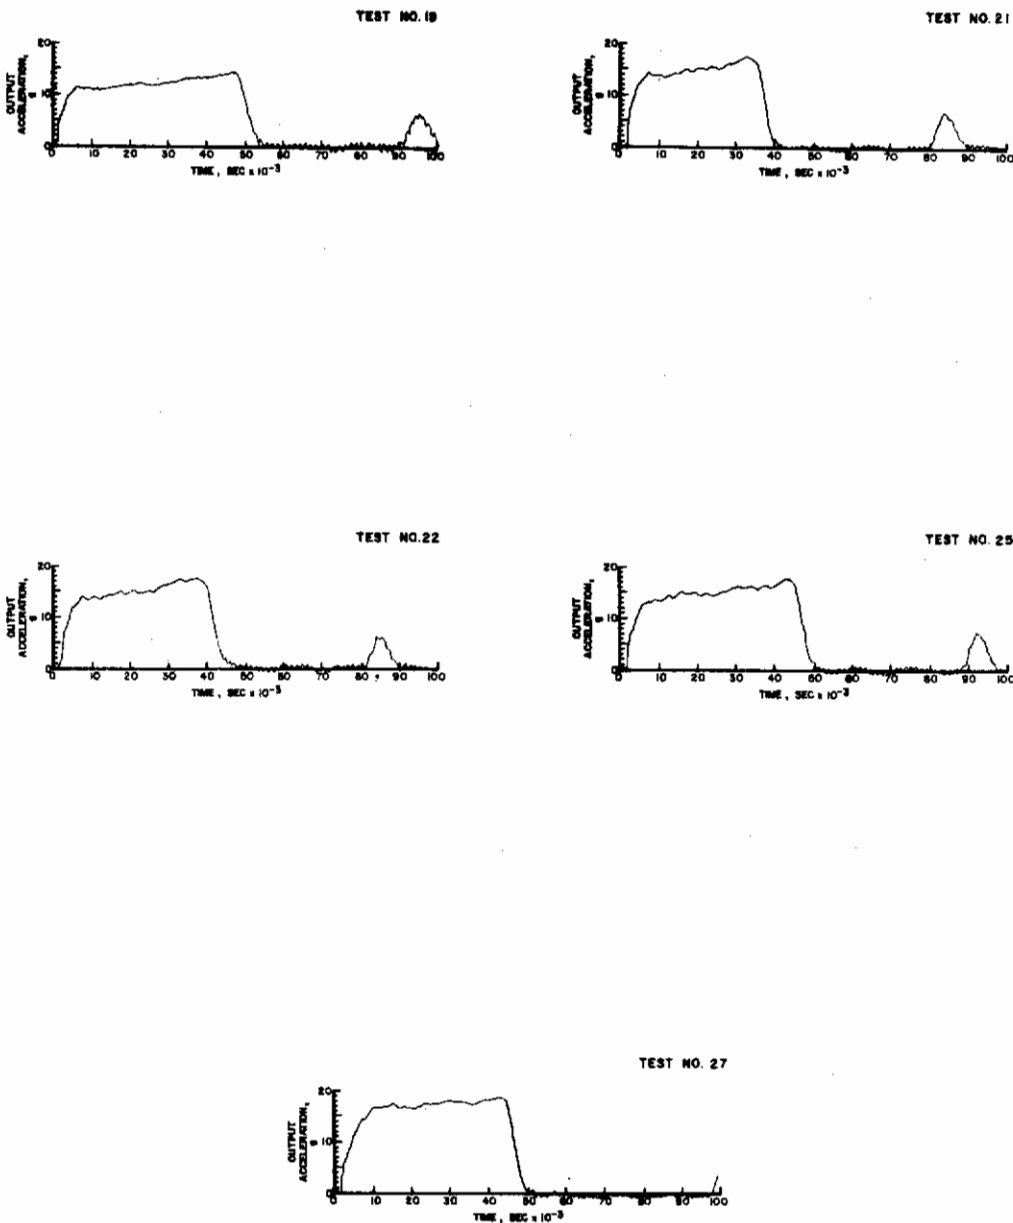 TEST NO. 19
OUTPUT
ACCELERATION,
g
20
10
0
0 10 20 30 40 50 60 70 80 90 100
TIME, SEC x 10-3
TEST NO. 21
OUTPUT
ACCELERATION,
g
20
10
0
0 10 20 30 40 50 60 70 80 90 100
TIME, SEC x 10-3
TEST NO. 22
OUTPUT
ACCELERATION,
g
20
10
0
0 10 20 30 40 50 60 70 80 90 100
TIME, SEC x 10-3
TEST NO. 25
OUTPUT
ACCELERATION,
g
20
10
0
0 10 20 30 40 50 60 70 80 90 100
TIME, SEC x 10-3
TEST NO. 27
OUTPUT
ACCELERATION,
g
20
10
0
0 10 20 30 40 50 60 70 80 90 100
TIME, SEC x 10-3